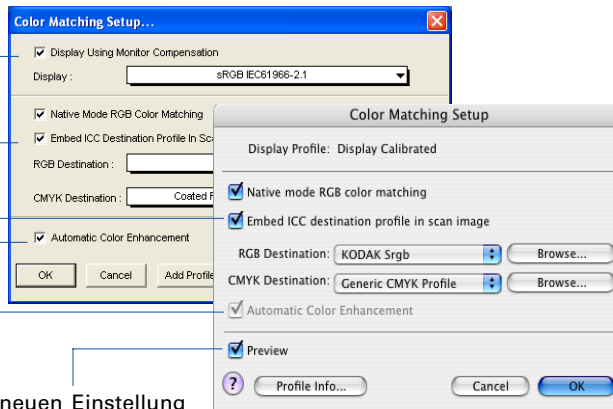 Color Matching Setup...
Display Using Monitor Compensation
Display : sRGB IEC61966-2.1
Native Mode RGB Color Matching
Embed ICC Destination Profile In
RGB Destination :
CMYK Destination : Coated
Automatic Color Enhancement
OK Cancel Add Profile
Color Matching Setup
Display Profile: Display Calibrated
Native mode RGB color matching
Embed ICC destination profile in scan image
RGB Destination: KODAK Srgb Browse...
CMYK Destination: Generic CMYK Profile Browse...
Automatic Color Enhancement
Preview
? Profile Info... Cancel OK
neuen Einstellung